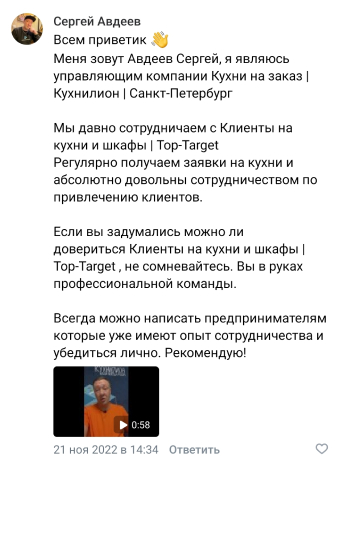 Сергей Авдеев
Всем приветик 👋
Меня зовут Авдеев Сергей, я являюсь
управляющим компании Кухни на заказ |
Кухнилион | Санкт-Петербург
Мы давно сотрудничаем с Клиенты на
кухни и шкафы | Top-Target
Регулярно получаем заявки на кухни и
абсолютно довольны сотрудничеством по
привлечению клиентов.
Если вы задумались можно ли
довериться Клиенты на кухни и шкафы |
Top-Target , не сомневайтесь. Вы в руках
профессиональной команды.
Всегда можно написать предпринимателям
которые уже имеют опыт сотрудничества и
убедиться лично. Рекомендую!
0:58
21 ноя 2022 в 14:34 Ответить